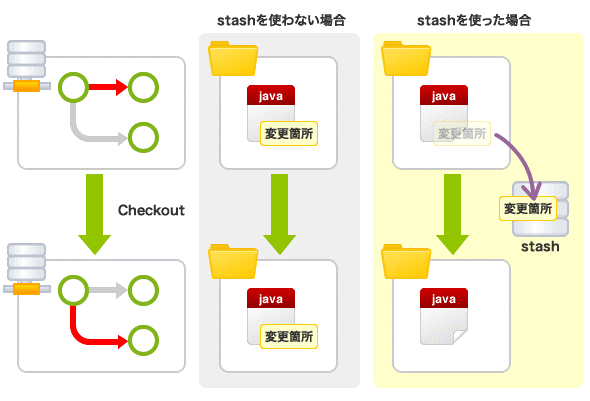 stashを使わない場合
stashを使った場合
java
変更箇所
java
変更箇所
Checkout
変更箇所
stash
java
変更箇所
java